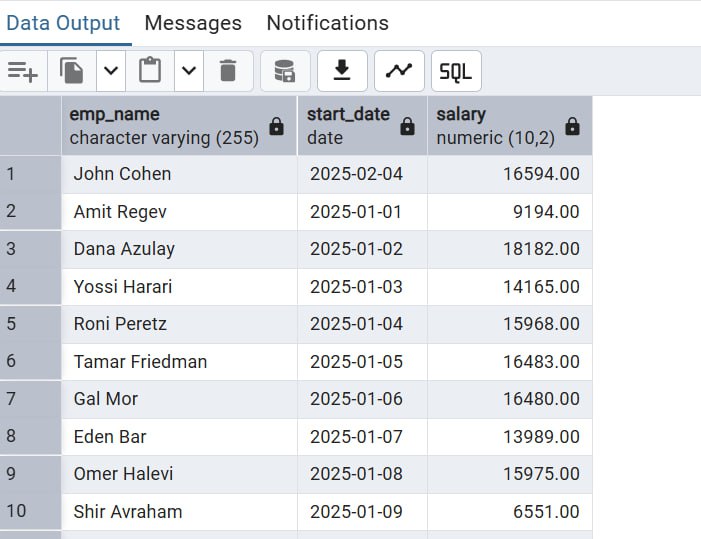 Data Output Messages Notifications
SQL
emp_name start_date salary
character varying (255) date numeric (10,2)
1 John Cohen 2025-02-04 16594.00
2 Amit Regev 2025-01-01 9194.00
3 Dana Azulay 2025-01-02 18182.00
4 Yossi Harari 2025-01-03 14165.00
5 Roni Peretz 2025-01-04 15968.00
6 Tamar Friedman 2025-01-05 16483.00
7 Gal Mor 2025-01-06 16480.00
8 Eden Bar 2025-01-07 13989.00
9 Omer Halevi 2025-01-08 15975.00
10 Shir Avraham 2025-01-09 6551.00